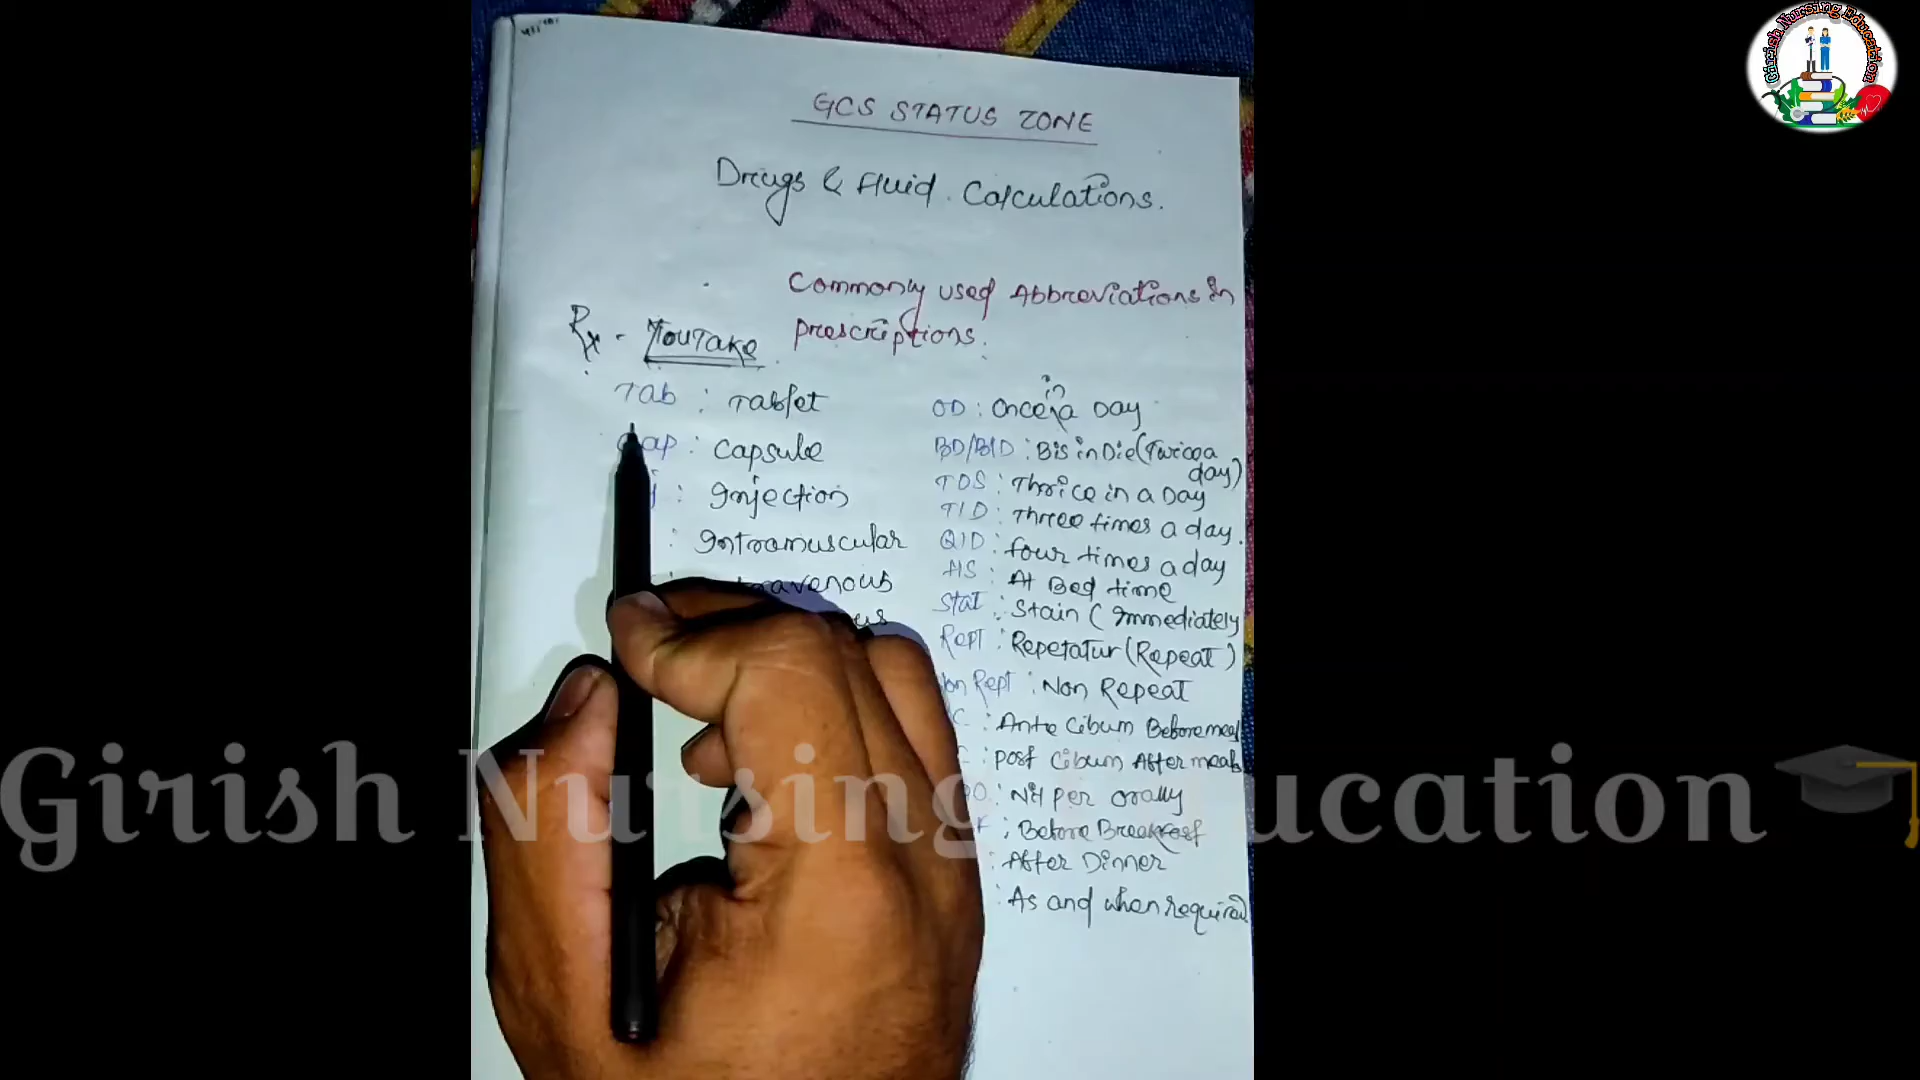 GCS STATUS ZONE
Drugs & Fluid Calculations.
Commonly used Abbreviations in
prescriptions.
Rx - YouTake
Tab : Tablet
Cap : Capsule
: Injection
: Intramuscular
OD : Once in a Day
BD/BID : Bis in Die (Twice a day)
TDS : Thrice in a Day
TID : Three times a day.
QID : four times a day
HS : At Bed time
Stat : Stain ( Immediately
Rept : Repetatur (Repeat)
Non Rept : Non Repeat
: Ante Cibum Before meal
: post Cibum After meals
: Nil per orally
: Before Breakfast
: After Dinner
: As and when required
Girish Nursing Education
Girish Nursing Education